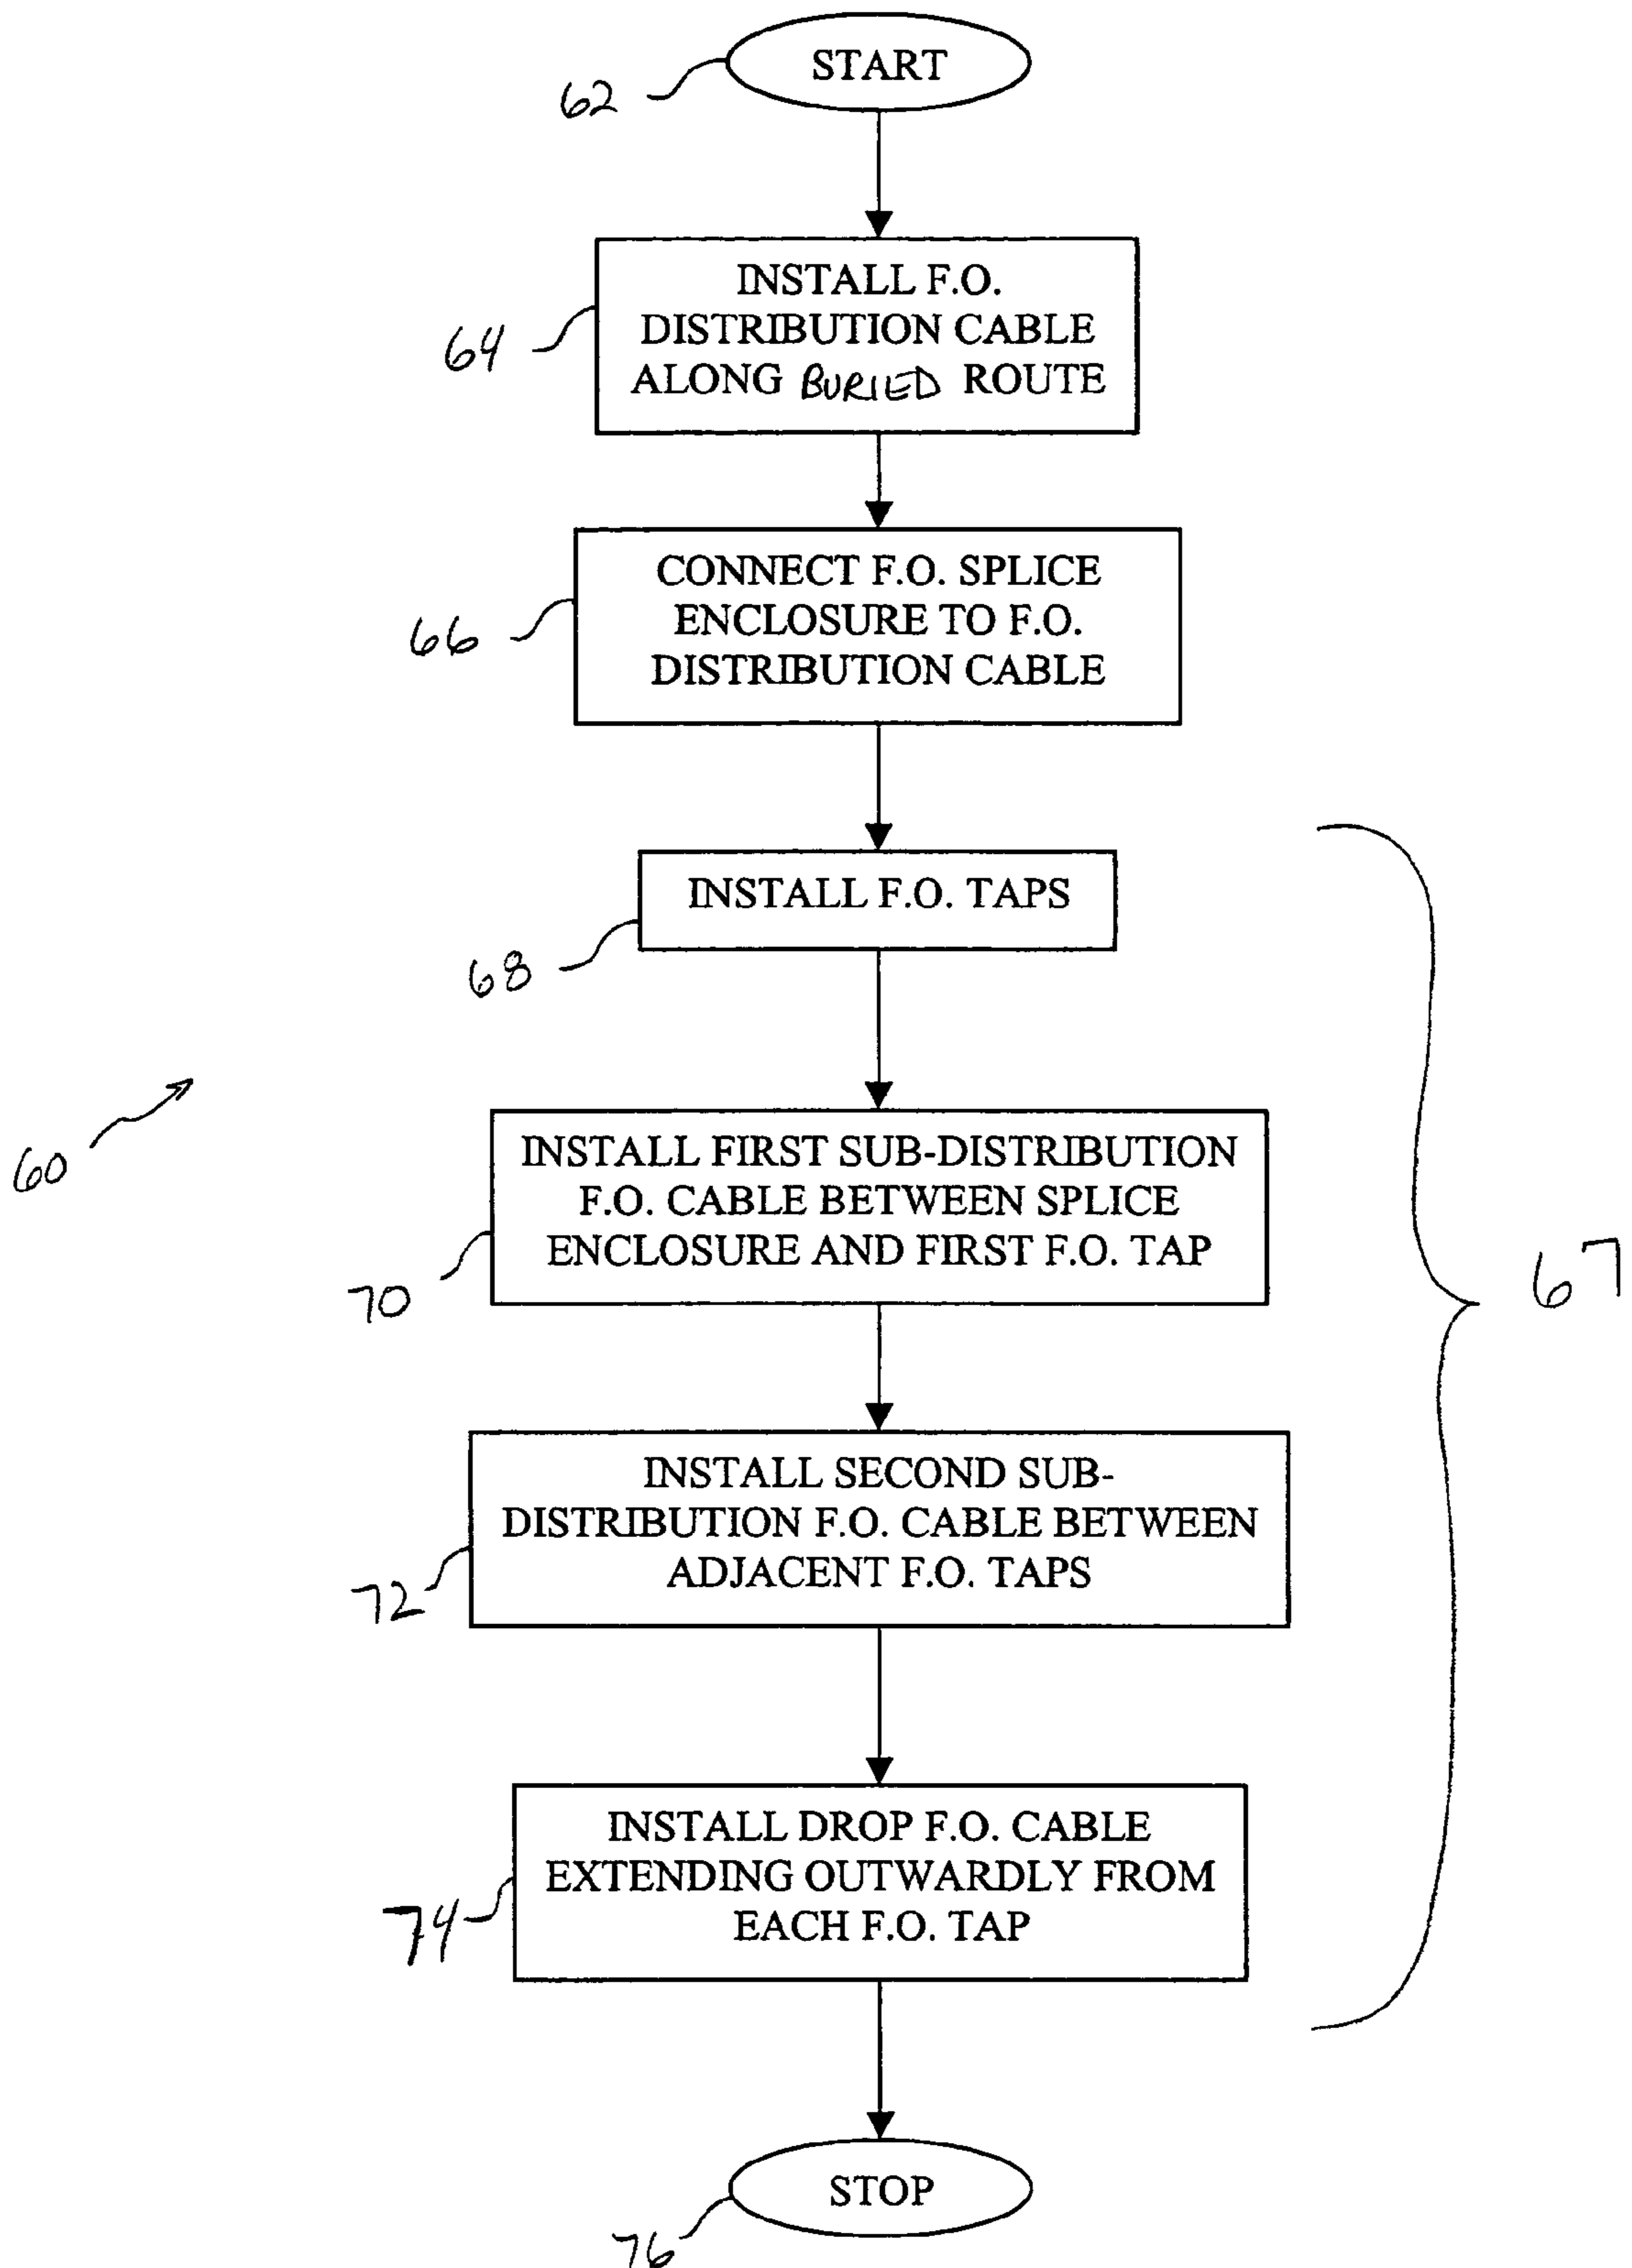 START
62
INSTALL F.O.
DISTRIBUTION CABLE
ALONG BURIED ROUTE
64
CONNECT F.O. SPLICE
ENCLOSURE TO F.O.
DISTRIBUTION CABLE
66
INSTALL F.O. TAPS
68
60
INSTALL FIRST SUB-DISTRIBUTION
F.O. CABLE BETWEEN SPLICE
ENCLOSURE AND FIRST F.O. TAP
70
67
INSTALL SECOND SUB-
DISTRIBUTION F.O. CABLE BETWEEN
ADJACENT F.O. TAPS
72
INSTALL DROP F.O. CABLE
EXTENDING OUTWARDLY FROM
EACH F.O. TAP
74
STOP
76